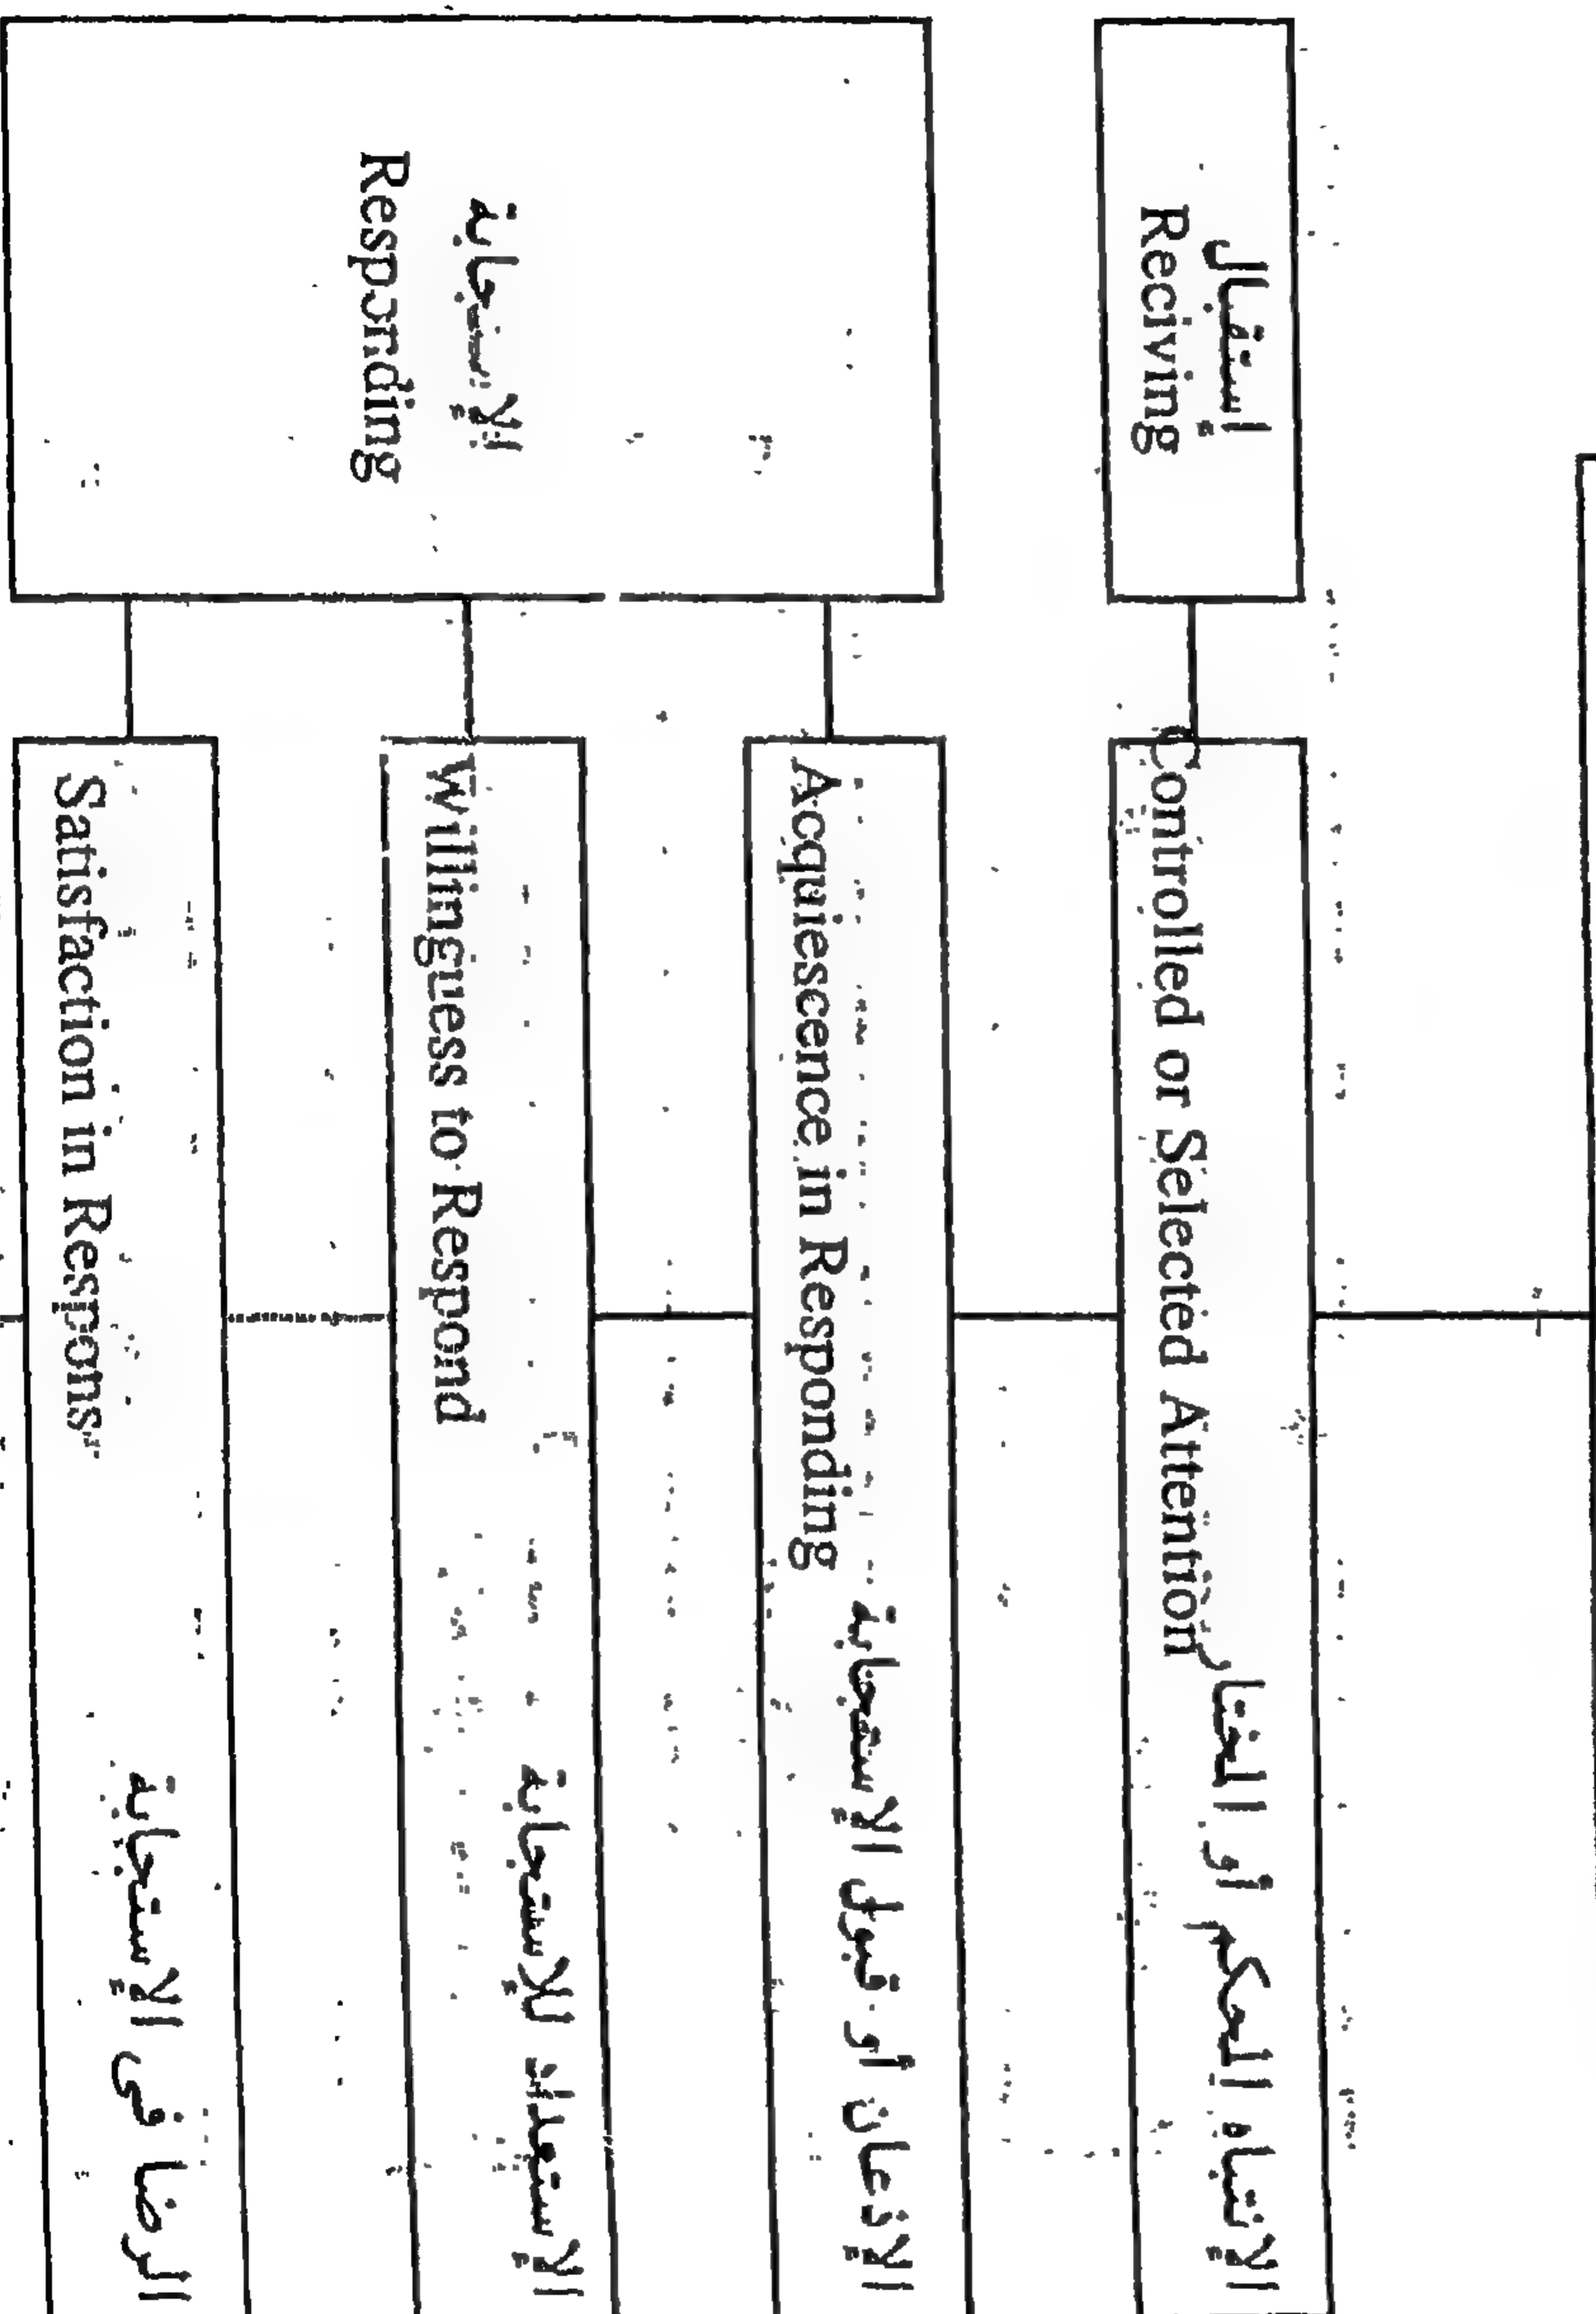 إستقبال
Reciving
Controlled or Selected Attention
الإنتباه المحكم أو المختار
الإستجابة
Responding
Acquiescence in Responding
الإذعان أو قبول الإستجابة
Willingness to Respond
الإستعداد للإستجابة
Satisfaction in Respons
الرضا فى الإستجابة